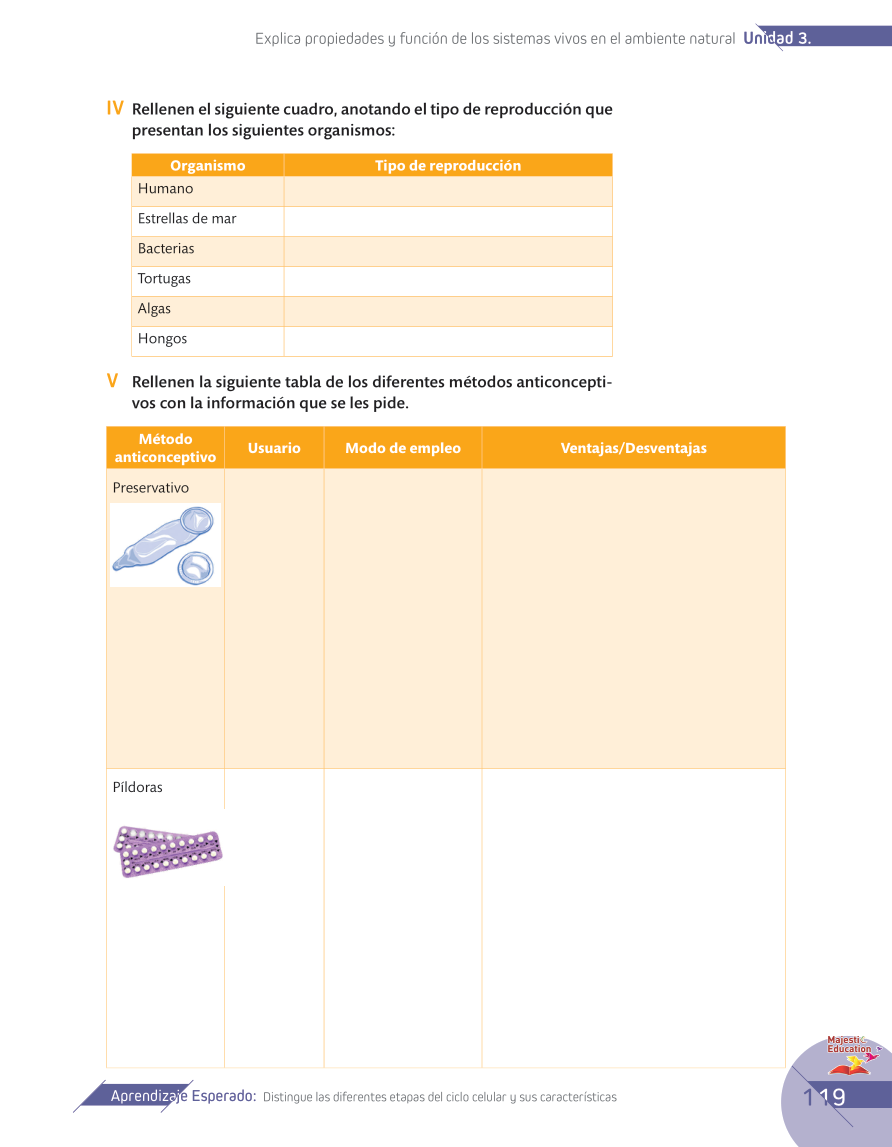 Explica propiedades y función de los sistemas vivos en el ambiente natural Unidad 3.
IV Rellenen el siguiente cuadro, anotando el tipo de reproducción que
presentan los siguientes organismos:
Organismo Tipo de reproducción
Humano
Estrellas de mar
Bacterias
Tortugas
Algas
Hongos
V Rellenen la siguiente tabla de los diferentes métodos anticoncepti-
vos con la información que se les pide.
Método
anticonceptivo Usuario Modo de empleo Ventajas/Desventajas
Preservativo
Píldoras
Majestic
Education
Aprendizaje Esperado: Distingue las diferentes etapas del ciclo celular y sus características
119